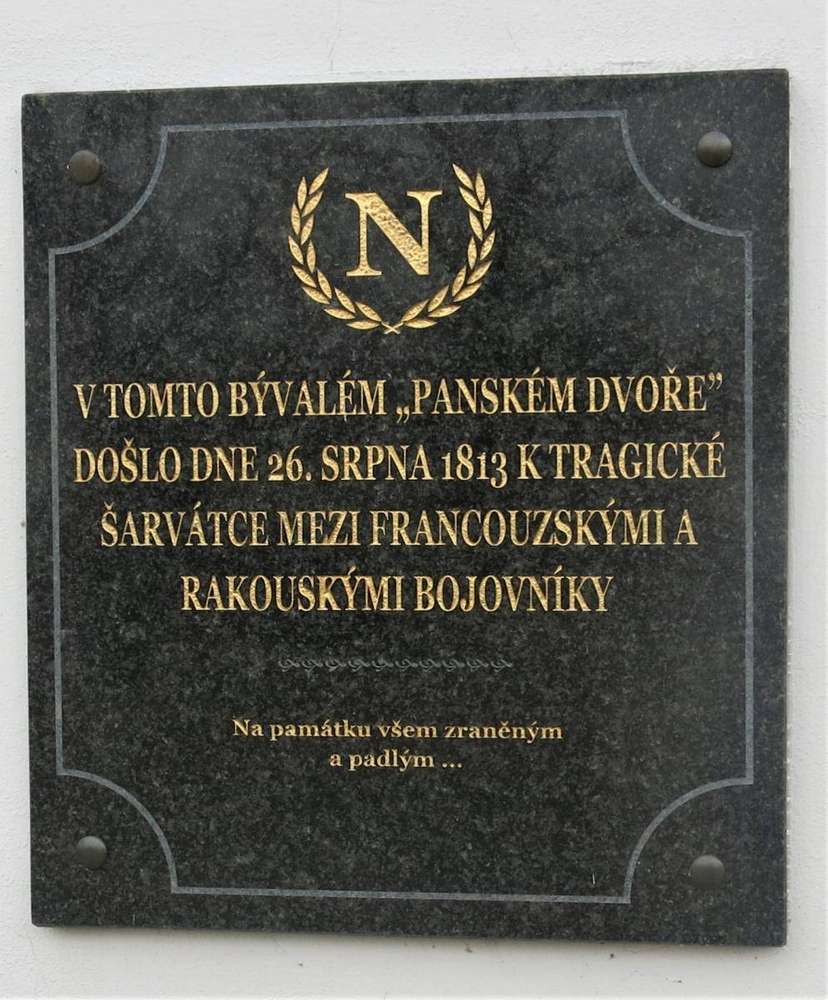 N
V TOMTO BÝVALÉM „PANSKÉM DVOŘE”
DOŠLO DNE 26. SRPNA 1813 K TRAGICKÉ
ŠARVÁTCE MEZI FRANCOUZSKÝMI A
RAKOUSKÝMI BOJOVNÍKY
Na památku všem zraněným
a padlým ...